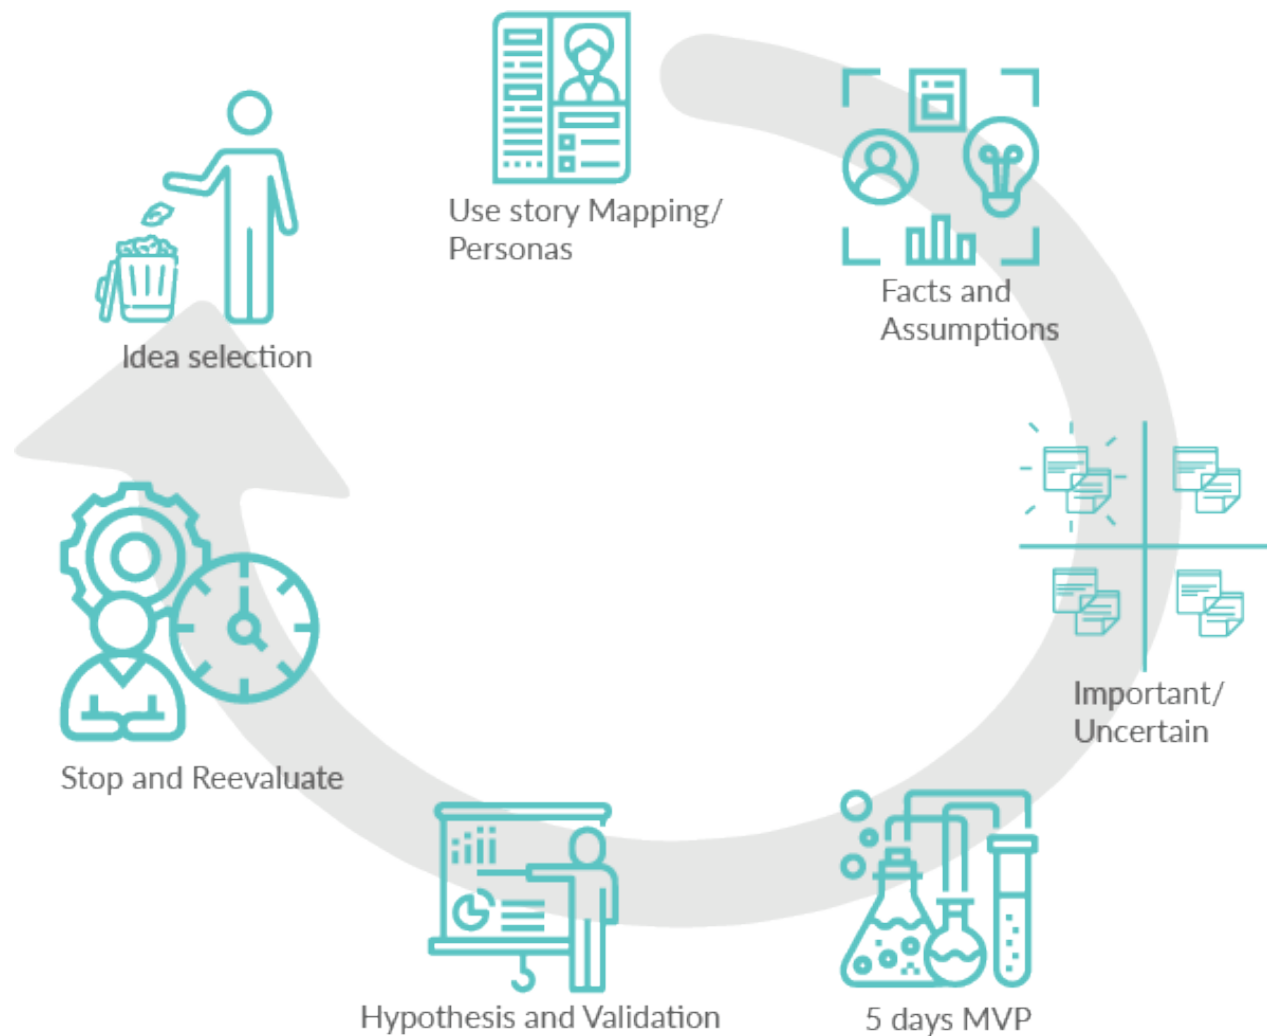 Use story Mapping/
Personas
Facts and
Assumptions
Important/
Uncertain
5 days MVP
Hypothesis and Validation
Stop and Reevaluate
Idea selection